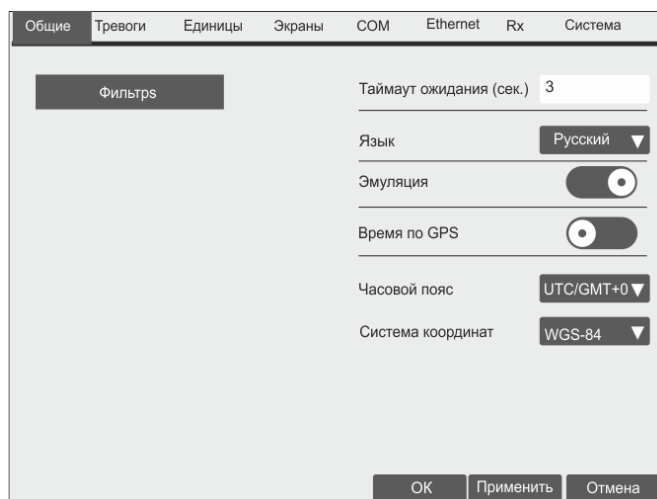 Общие Тревоги Единицы Экраны COM Ethernet Rx Система
Фильтрs
Таймаут ожидания (сек.) 3
Язык Русский
Эмуляция
Время по GPS
Часовой пояс UTC/GMT+0
Система координат WGS-84
ОК Применить Отмена